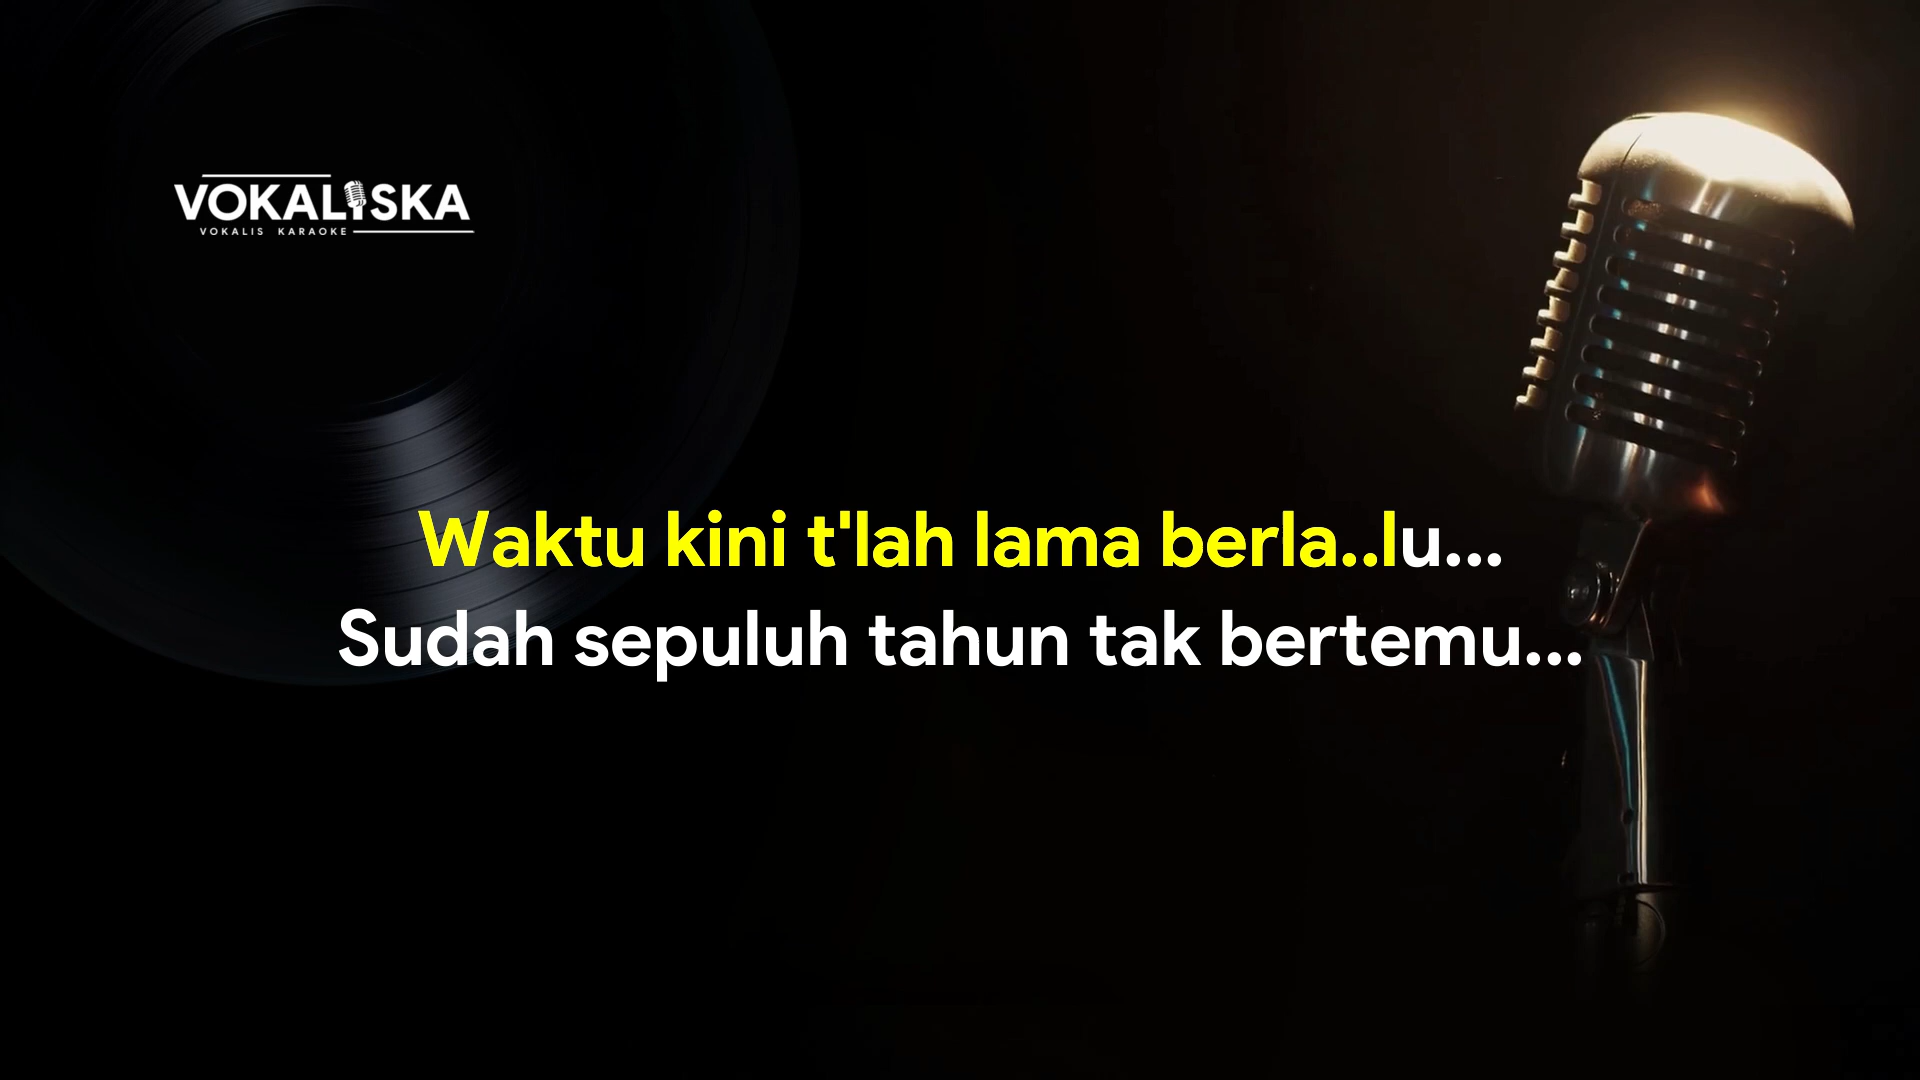 VOKALISKA
VOKALIS KARAOKE
Waktu kini t'lah lama berla..lu...
Sudah sepuluh tahun tak bertemu...